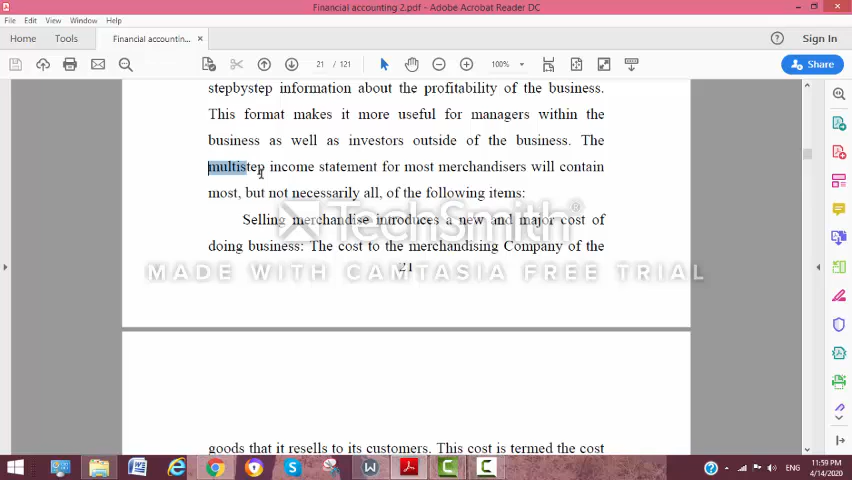 Financial accounting 2.pdf - Adobe Acrobat Reader DC
File Edit View Window Help
Home Tools Financial accountin... × Sign In
21 / 121 100% Share
stepbystep information about the profitability of the business.
This format makes it more useful for managers within the
business as well as investors outside of the business. The
multistep income statement for most merchandisers will contain
most, but not necessarily all, of the following items:
Selling merchandise introduces a new and major cost of
TechSmith
doing business: The cost to the merchandising Company of the
21
MADE WITH CAMTASIA FREE TRIAL
goods that it resells to its customers. This cost is termed the cost
ENG
11:59 PM
4/14/2020